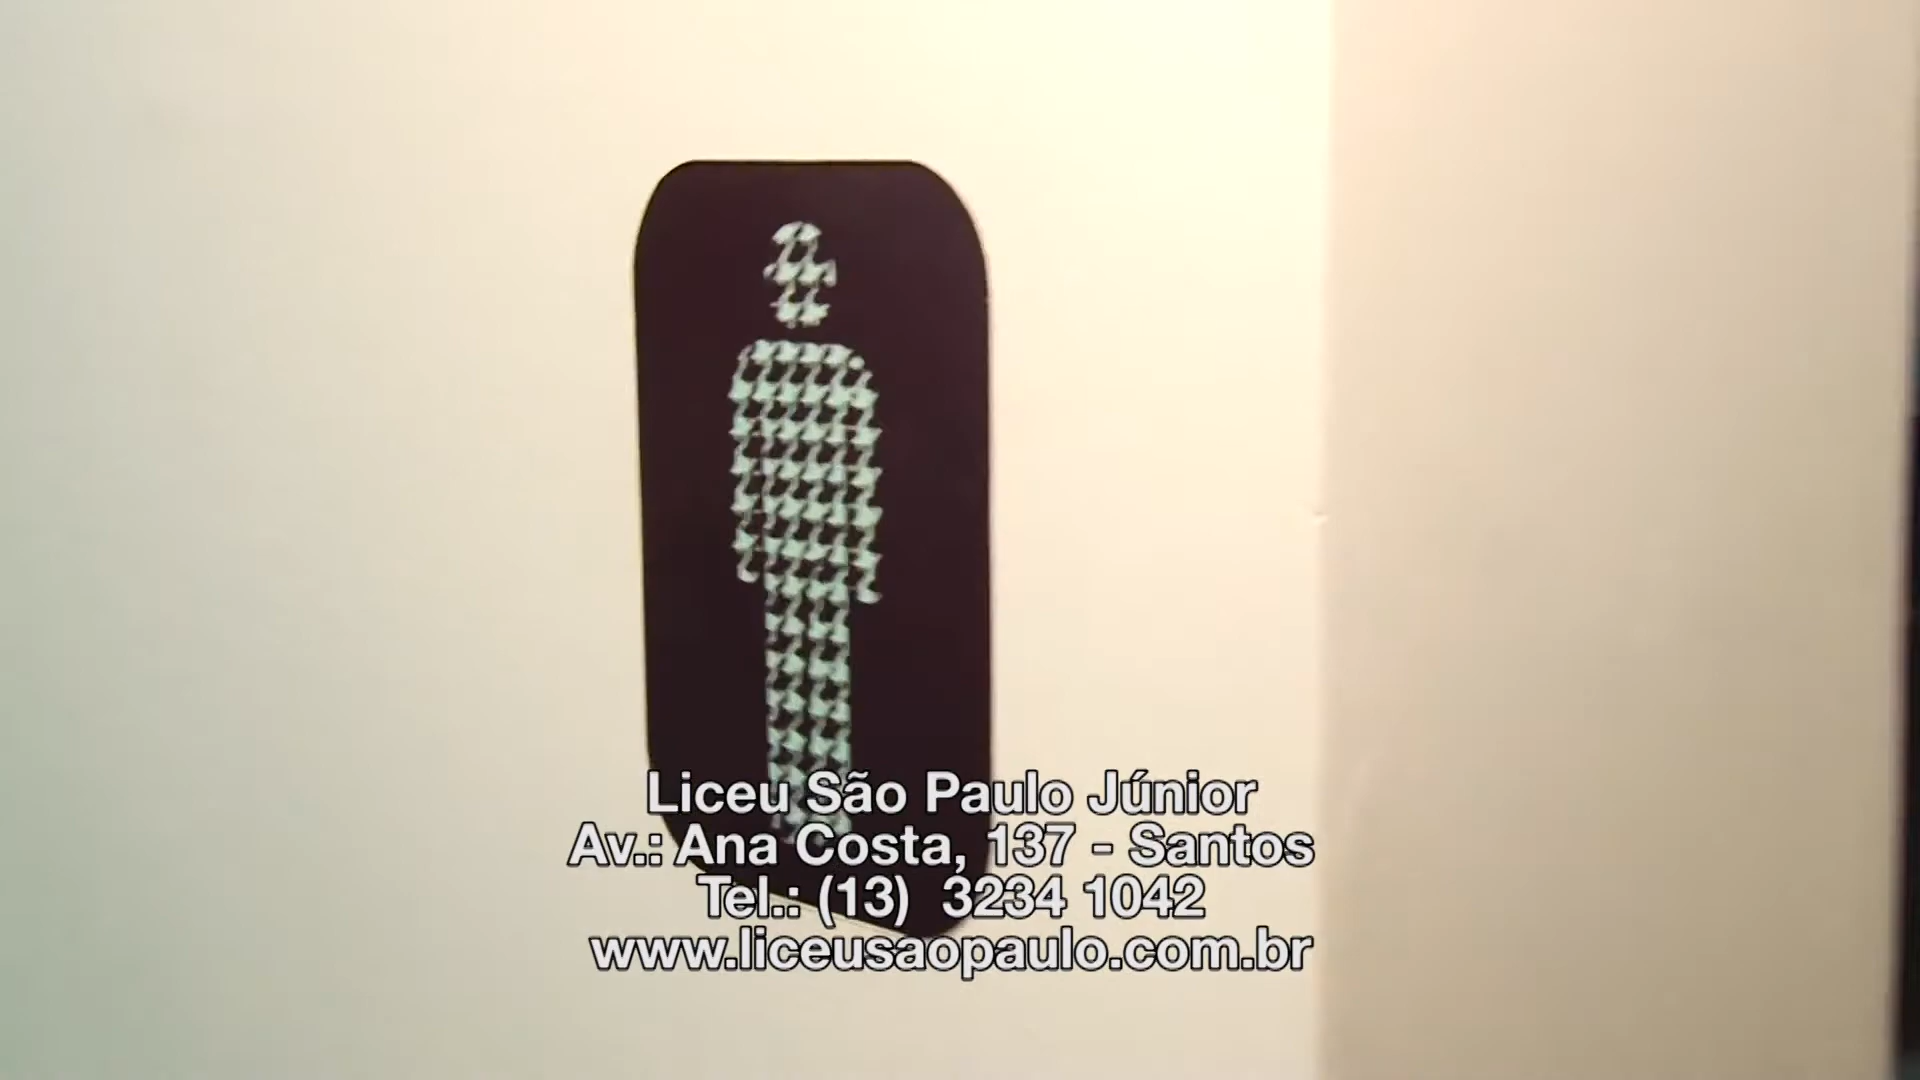 Liceu São Paulo Júnior
Av.: Ana Costa, 137 - Santos
Tel.: (13) 3234 1042
www.liceusaopaulo.com.br